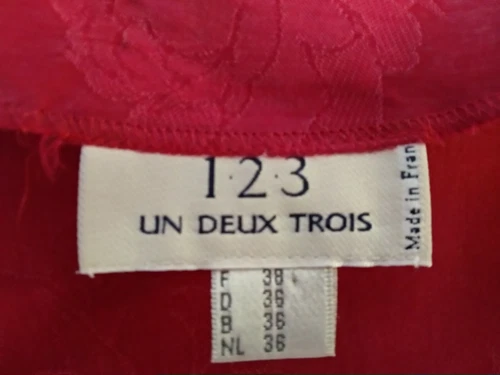 1·2·3
UN DEUX TROIS
Made in Fran
F 38
D 36
B 36
NL 36